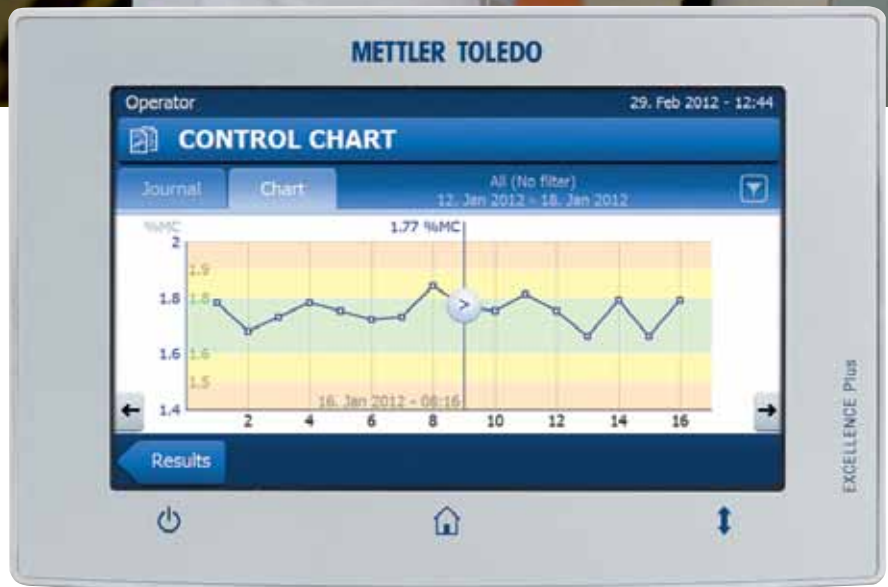 METTLER TOLEDO
Operator 29. Feb 2012 - 12:44
CONTROL CHART
Journal Chart All (No filter)
12. Jan 2012 - 18. Jan 2012
%MC 1.77 %MC
2
1.9
1.8 1.8
1.6 1.6
1.5
1.4 16. Jan 2012 - 08:16
2 4 6 8 10 12 14 16
Results
EXCELLENCE Plus